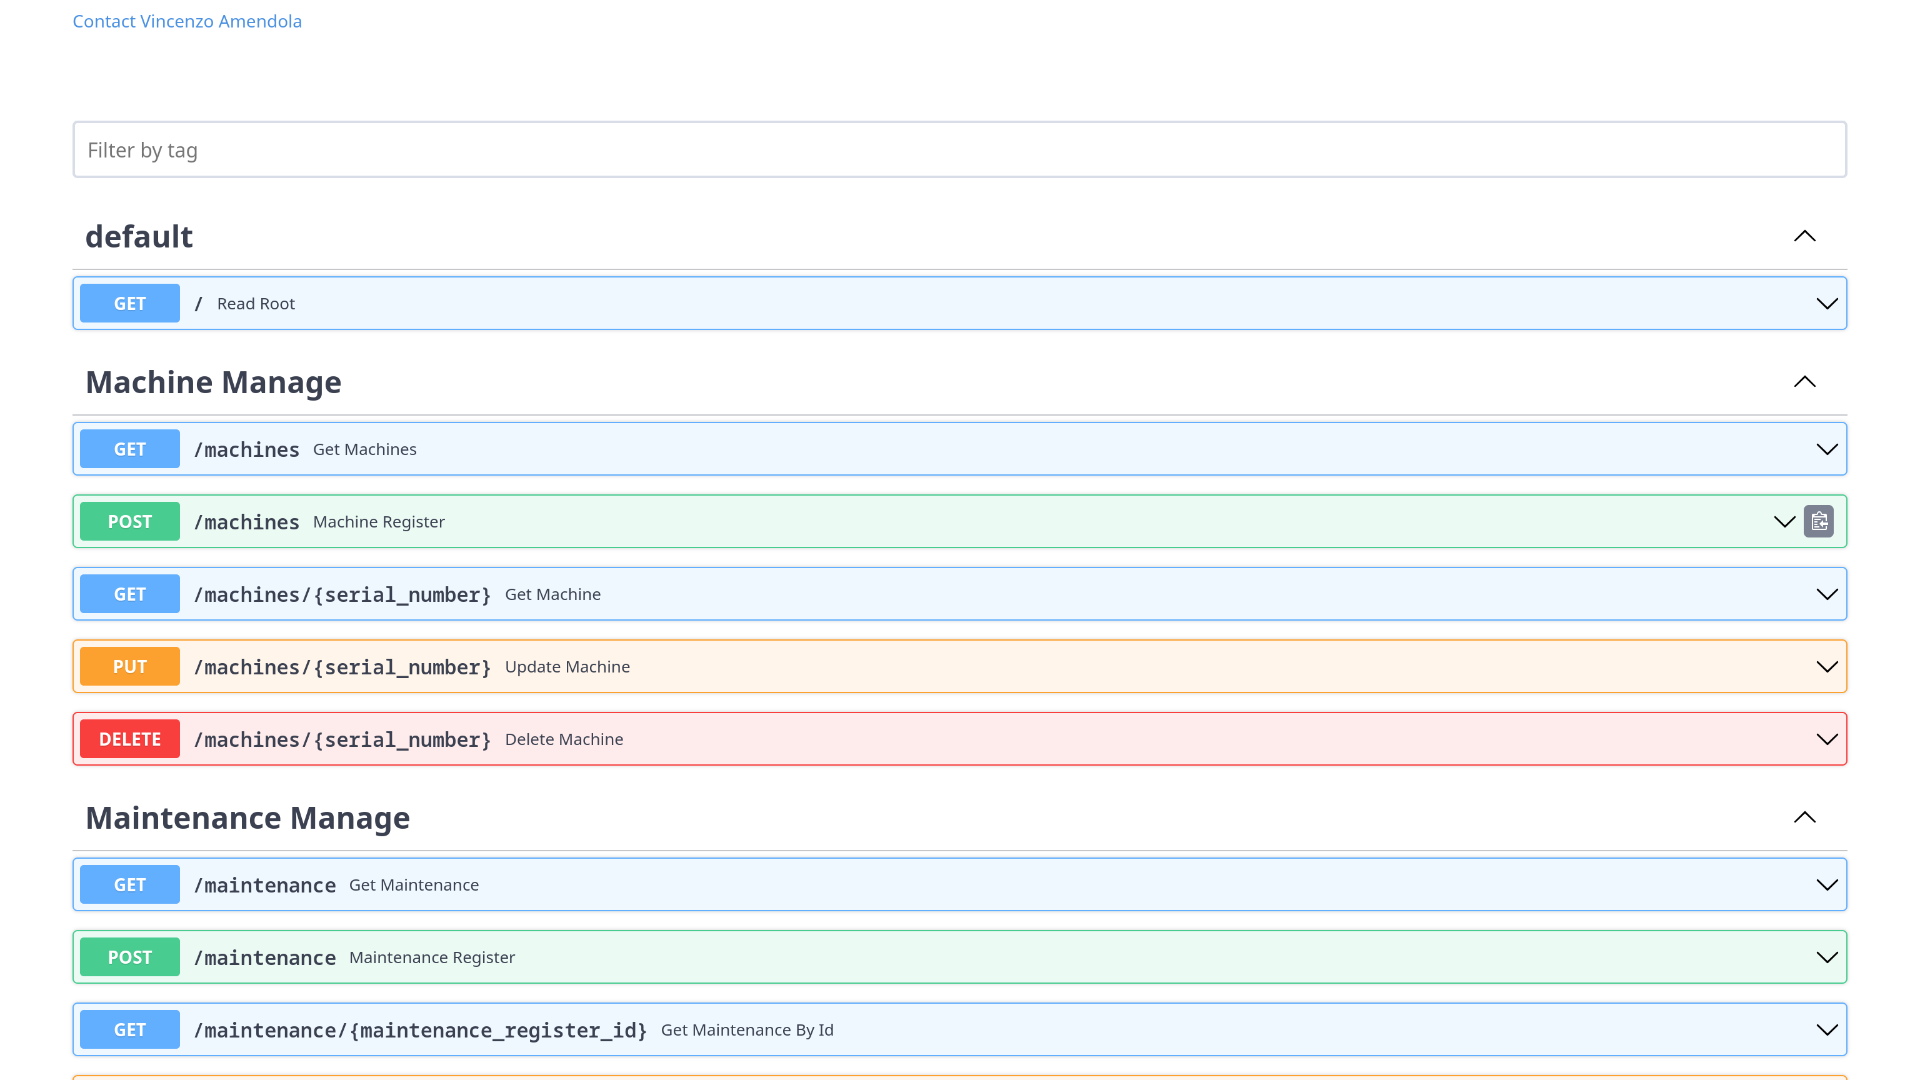 Contact Vincenzo Amendola
Filter by tag
default
GET / Read Root
Machine Manage
GET /machines Get Machines
POST /machines Machine Register
GET /machines/{serial_number} Get Machine
PUT /machines/{serial_number} Update Machine
DELETE /machines/{serial_number} Delete Machine
Maintenance Manage
GET /maintenance Get Maintenance
POST /maintenance Maintenance Register
GET /maintenance/{maintenance_register_id} Get Maintenance By Id